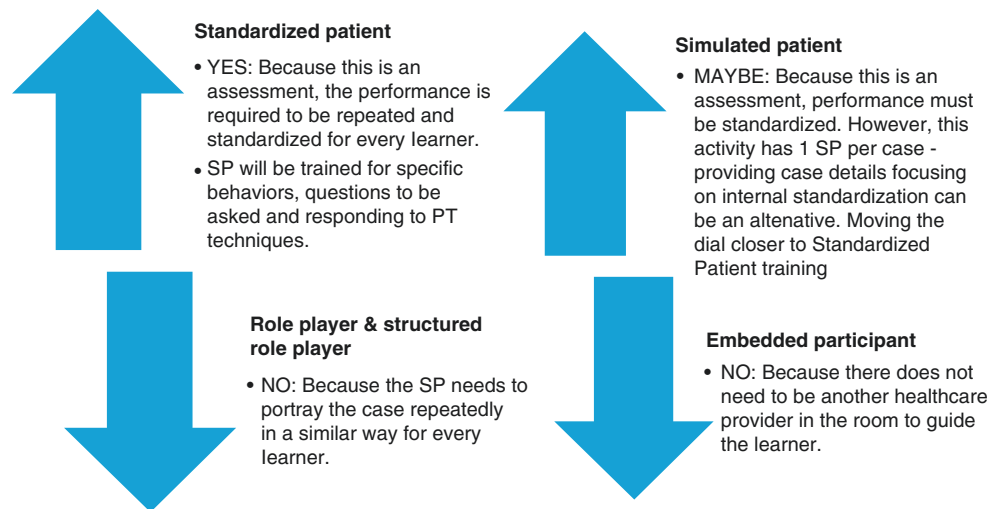 Standardized patient
• YES: Because this is an
assessment, the performance is
required to be repeated and
standardized for every learner.
• SP will be trained for specific
behaviors, questions to be
asked and responding to PT
techniques.
Simulated patient
• MAYBE: Because this is an
assessment, performance must
be standardized. However, this
activity has 1 SP per case -
providing case details focusing
on internal standardization can
be an altenative. Moving the
dial closer to Standardized
Patient training
Role player & structured
role player
• NO: Because the SP needs to
portray the case repeatedly
in a similar way for every
learner.
Embedded participant
• NO: Because there does not
need to be another healthcare
provider in the room to guide
the learner.